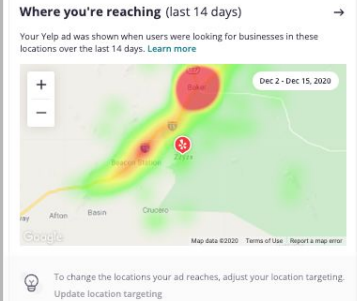 Where you're reaching (last 14 days)
Your Yelp ad was shown when users were looking for businesses in these
locations over the last 14 days. Learn more
Dec 2 - Dec 15, 2020
Afton
Basin
Crucero
Google
Map data ©2020 Terms of Use Report a map error
To change the locations your ad reaches, adjust your location targeting.
Update location targeting